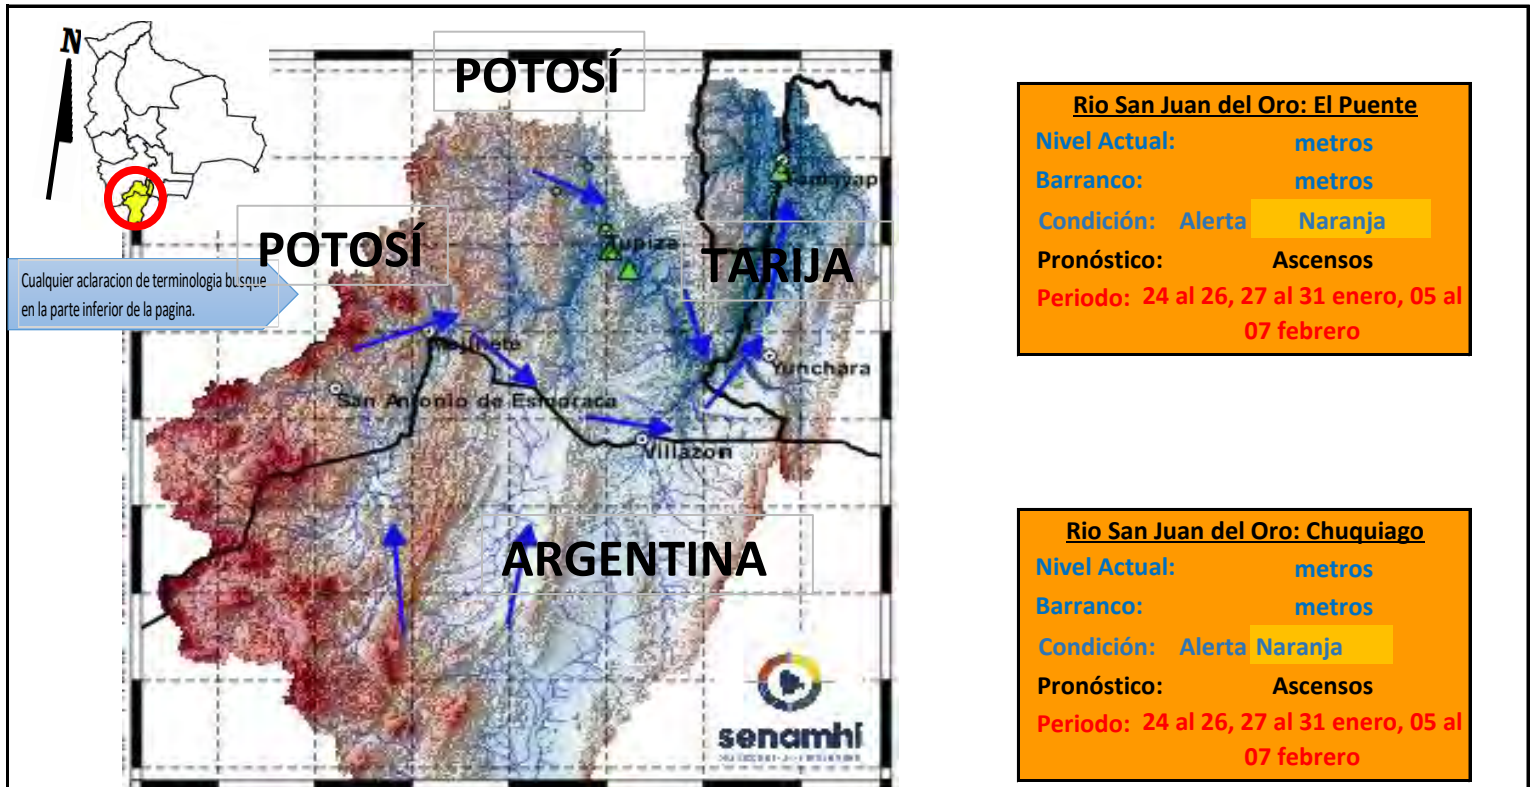 N
POTOSÍ
POTOSÍ
TARIJA
ARGENTINA
Cualquier aclaracion de terminologia busque
en la parte inferior de la pagina.
Tupiza
Yunchara
San Antonio de Esmoraca
Villazon
senamhí
Rio San Juan del Oro: El Puente
Nivel Actual: metros
Barranco: metros
Condición: Alerta Naranja
Pronóstico: Ascensos
Periodo: 24 al 26, 27 al 31 enero, 05 al
07 febrero
Rio San Juan del Oro: Chuquiago
Nivel Actual: metros
Barranco: metros
Condición: Alerta Naranja
Pronóstico: Ascensos
Periodo: 24 al 26, 27 al 31 enero, 05 al
07 febrero